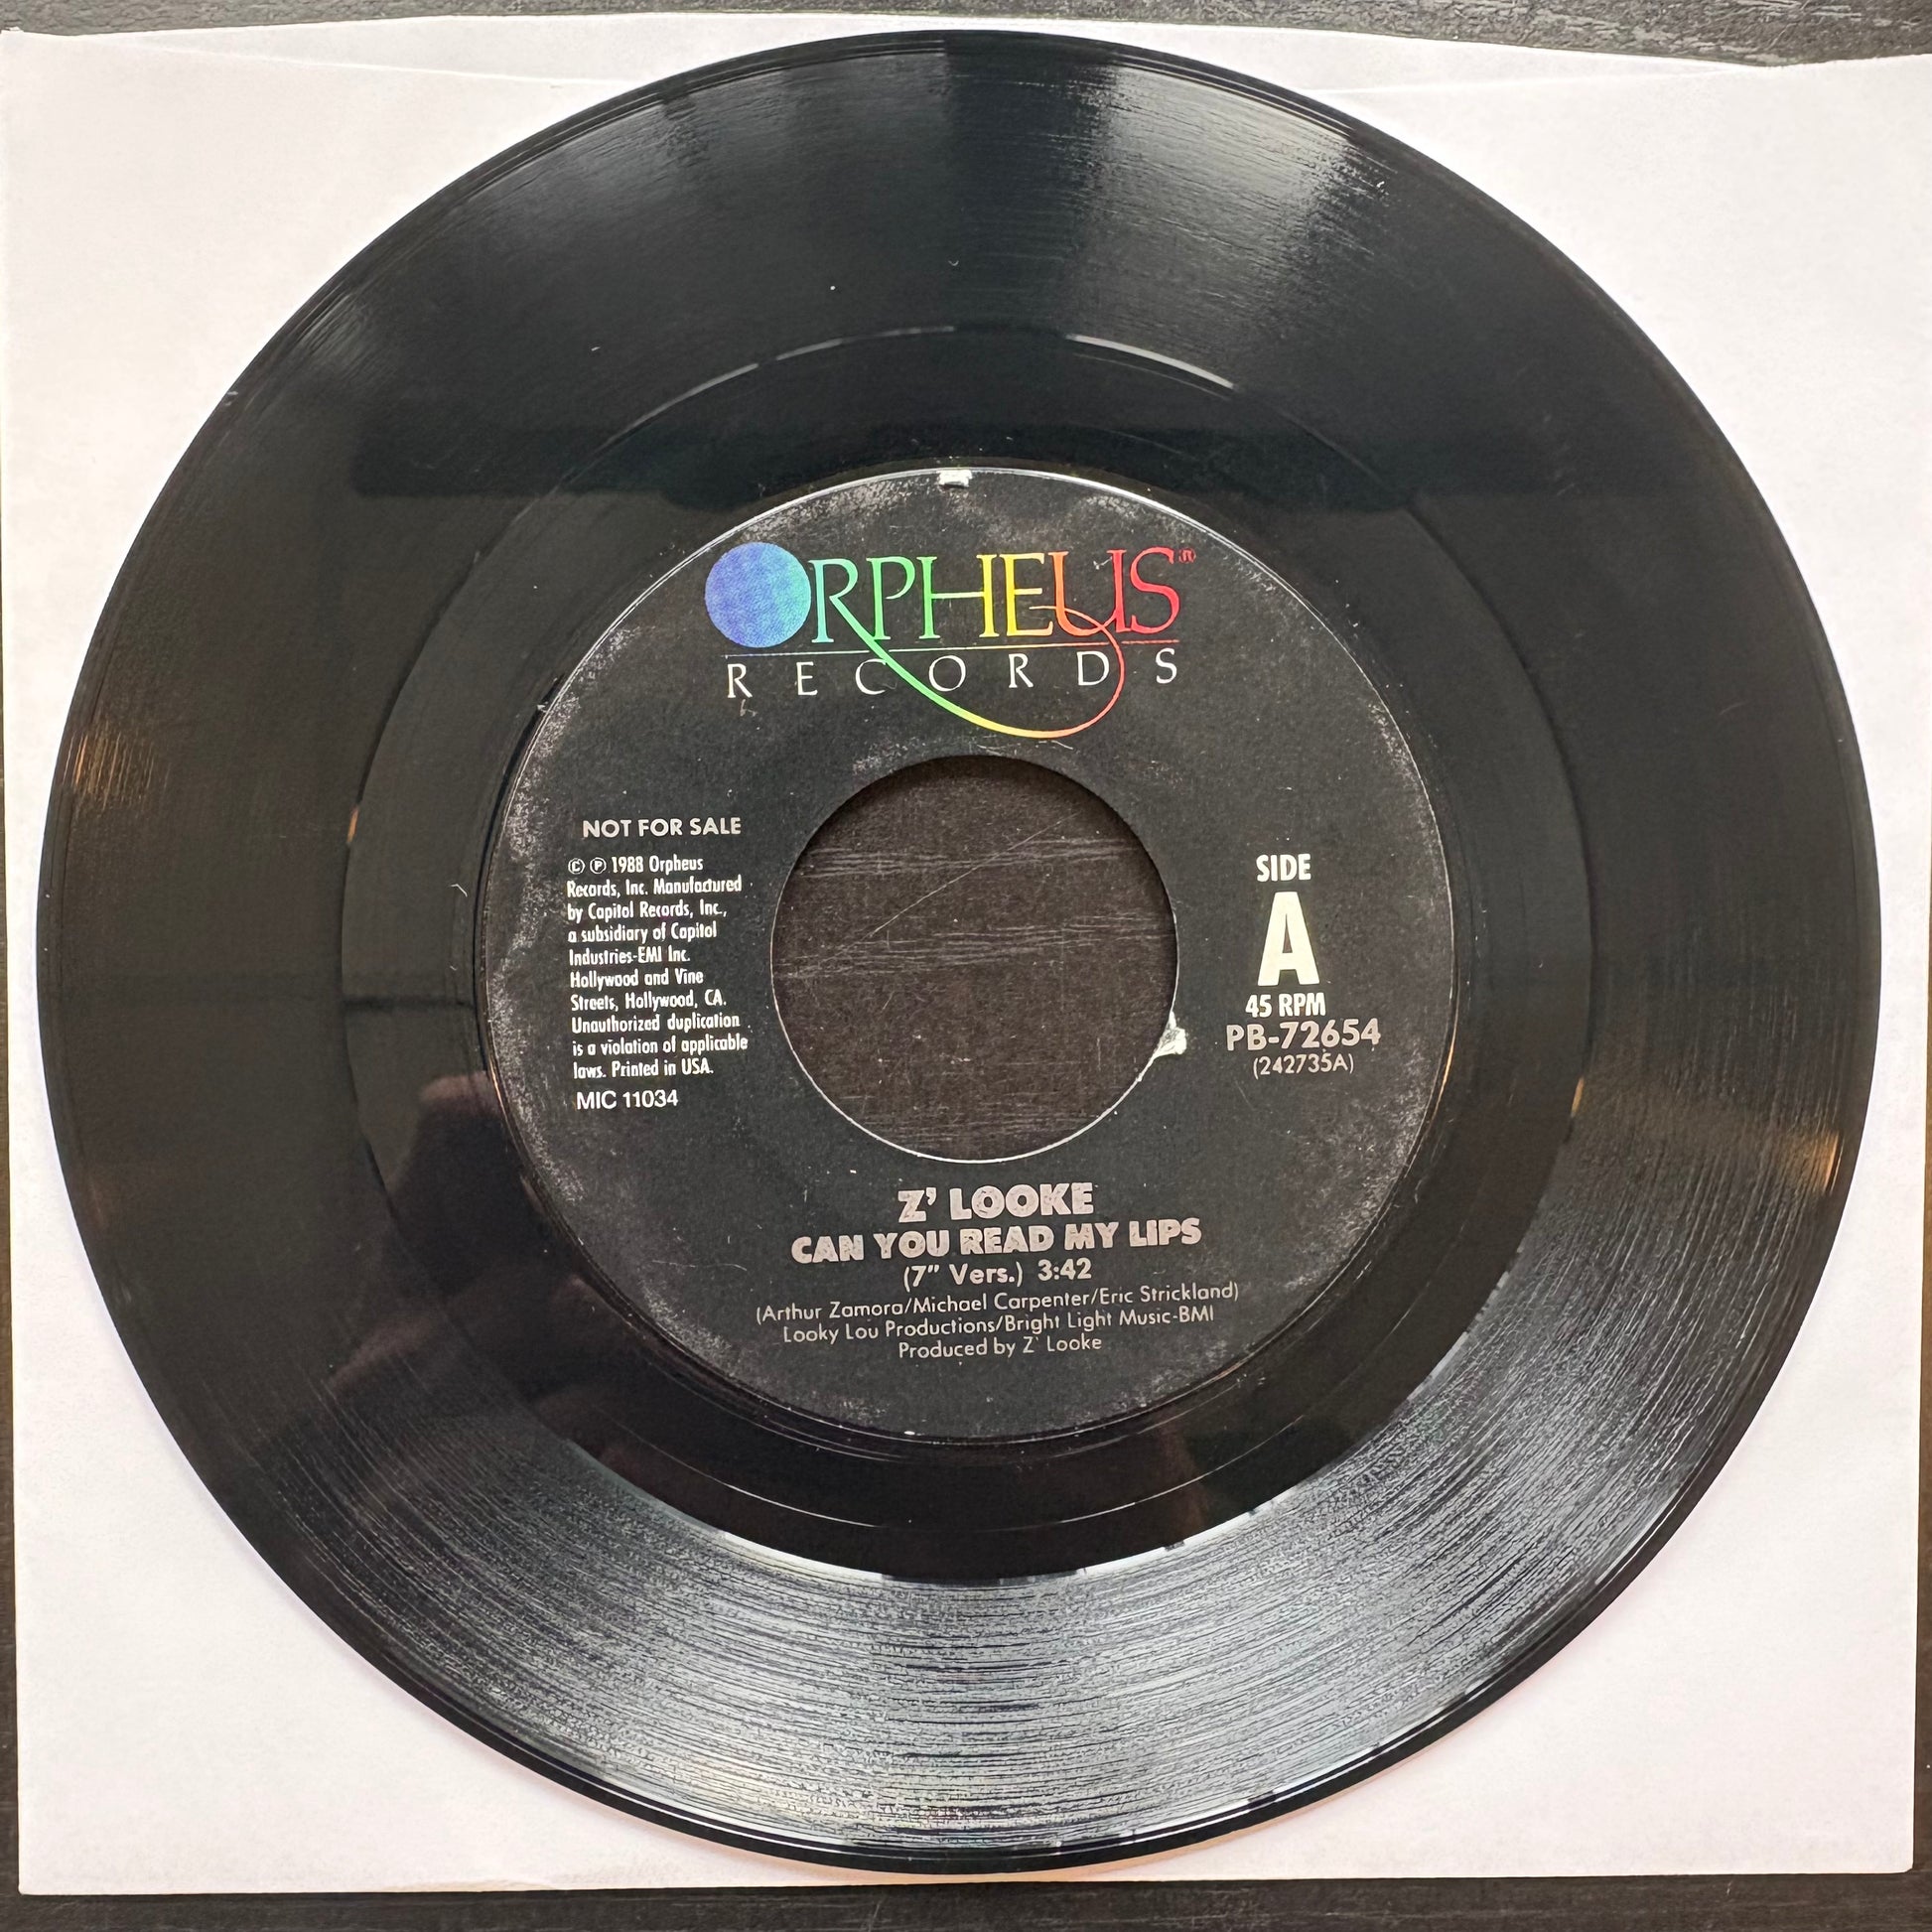 ORPHEUS®
RECORDS
NOT FOR SALE
© ℗ 1988 Orpheus
Records, Inc. Manufactured
by Capitol Records, Inc.,
a subsidiary of Capitol
Industries-EMI Inc.
Hollywood and Vine
Streets, Hollywood, CA.
Unauthorized duplication
is a violation of applicable
laws. Printed in USA.
MIC 11034
SIDE
A
45 RPM
PB-72654
(242735A)
Z' LOOKE
CAN YOU READ MY LIPS
(7" Vers.) 3:42
(Arthur Zamora/Michael Carpenter/Eric Strickland)
Looky Lou Productions/Bright Light Music-BMI
Produced by Z' Looke